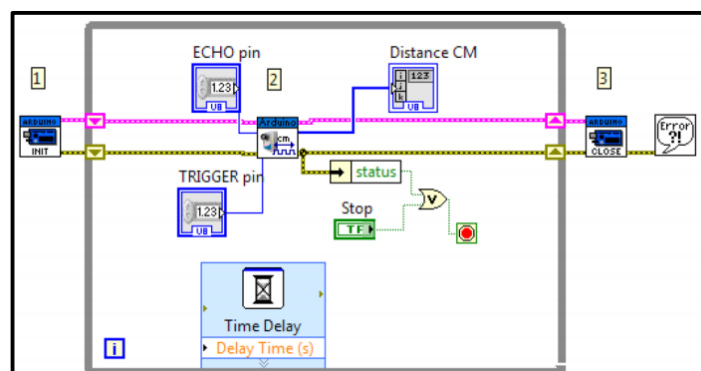 ECHO pin
Distance CM
1
2
3
1.23
U8
i 123
j
k
U8
ARDUINO
INIT
Arduino
cm
ARDUINO
CLOSE
Error
?!
status
TRIGGER pin
1.23
U8
Stop
TF
V
Time Delay
Delay Time (s)
i